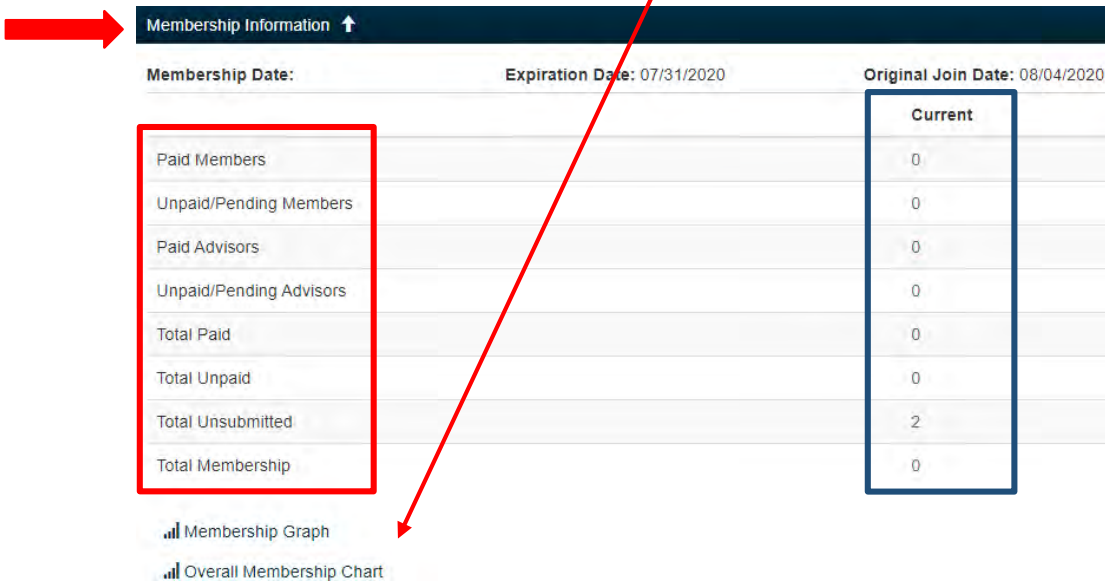 Membership Information
Membership Date: Expiration Date: 07/31/2020 Original Join Date: 08/04/2020
Current
Paid Members 0
Unpaid/Pending Members 0
Paid Advisors 0
Unpaid/Pending Advisors 0
Total Paid 0
Total Unpaid 0
Total Unsubmitted 2
Total Membership 0
Membership Graph
Overall Membership Chart